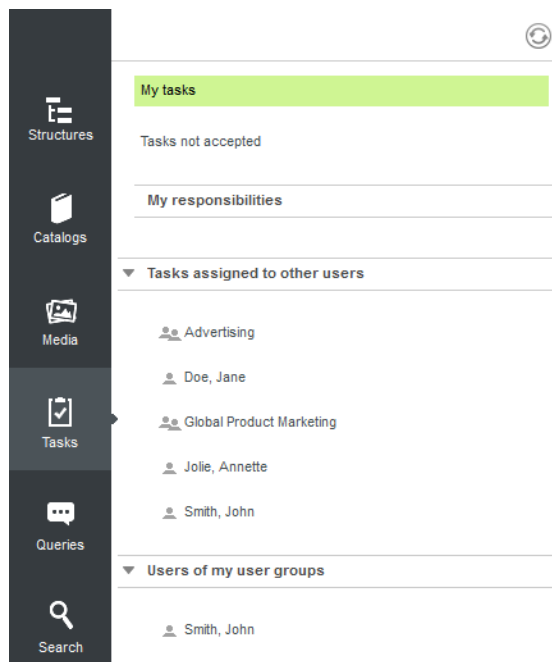 Structures
Catalogs
Media
Tasks
Queries
Search
My tasks
Tasks not accepted
My responsibilities
Tasks assigned to other users
Advertising
Doe, Jane
Global Product Marketing
Jolie, Annette
Smith, John
Users of my user groups
Smith, John